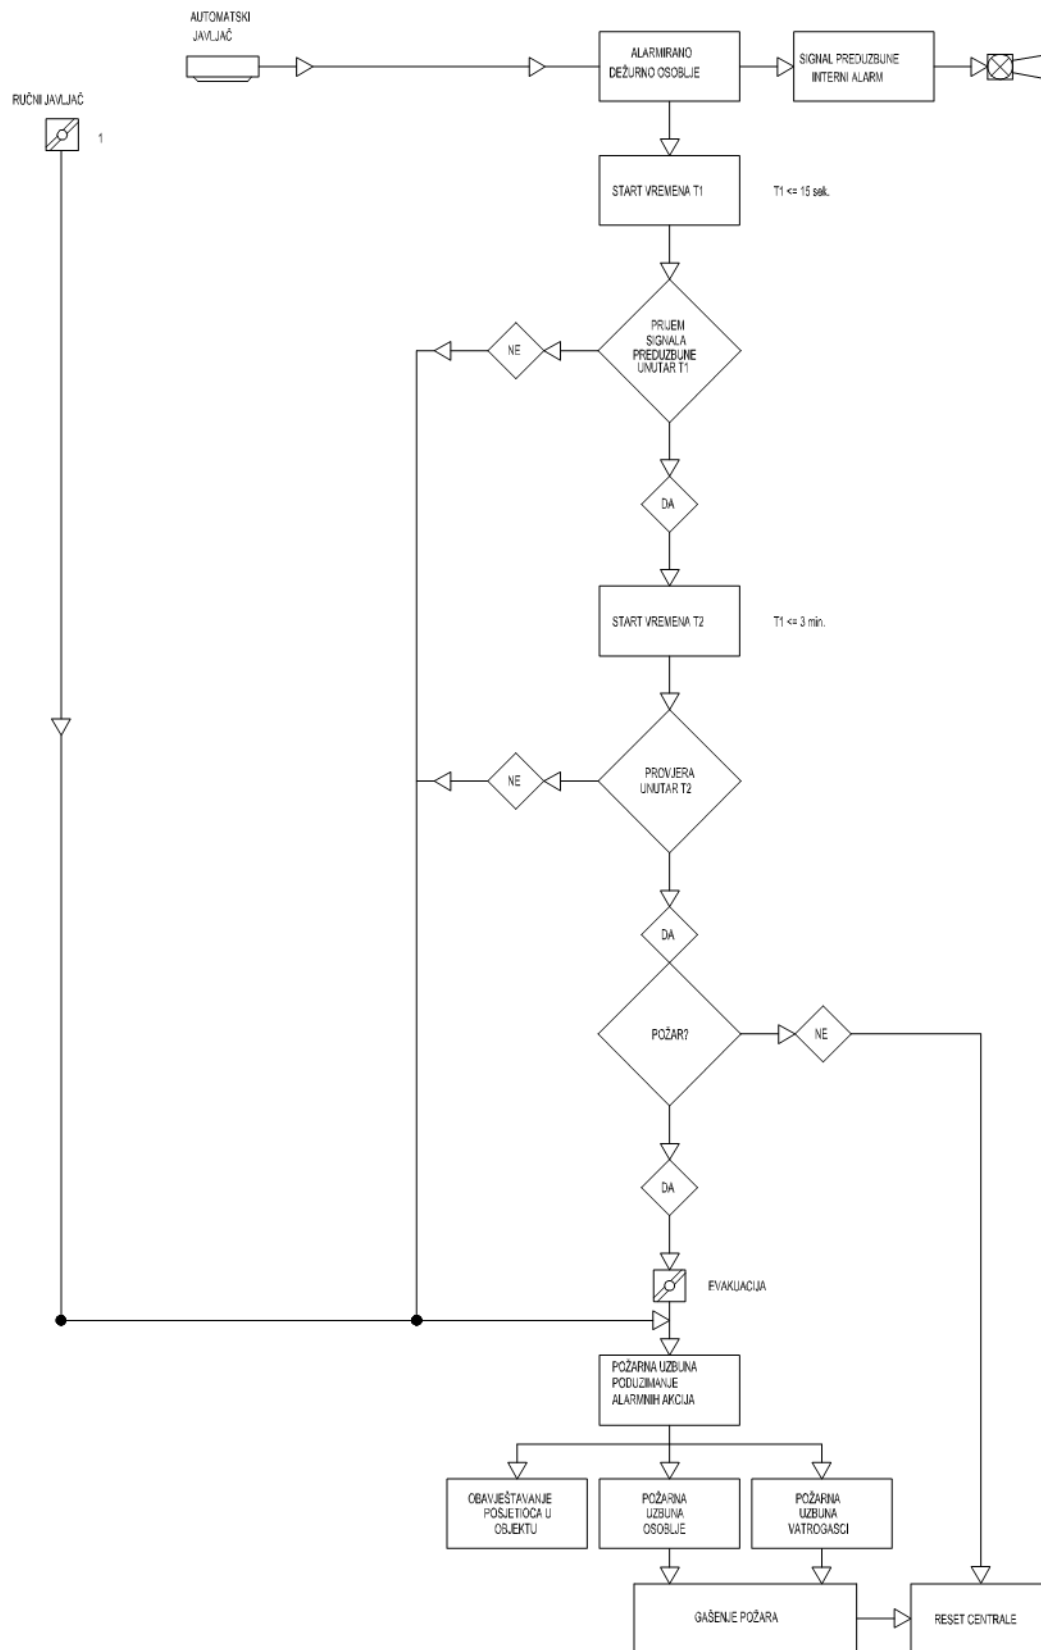 AUTOMATSKI
JAVLJAČ
ALARMIRANO
DEŽURNO OSOBLJE
SIGNAL PREDUZBUNE
INTERNI ALARM
RUČNI JAVLJAČ
1
START VREMENA T1
T1 <= 15 sek.
PRIJEM
SIGNALA
PREDUZBUNE
UNUTAR T1
NE
DA
START VREMENA T2
T1 <= 3 min.
PROVJERA
UNUTAR T2
NE
DA
POŽAR?
NE
DA
EVAKUACIJA
POŽARNA UZBUNA
PODUZIMANJE
ALARMNIH AKCIJA
OBAVJEŠTAVANJE
POSJETIOCA U
OBJEKTU
POŽARNA
UZBUNA
OSOBLJE
POŽARNA
UZBUNA
VATROGASCI
GAŠENJE POŽARA
RESET CENTRALE